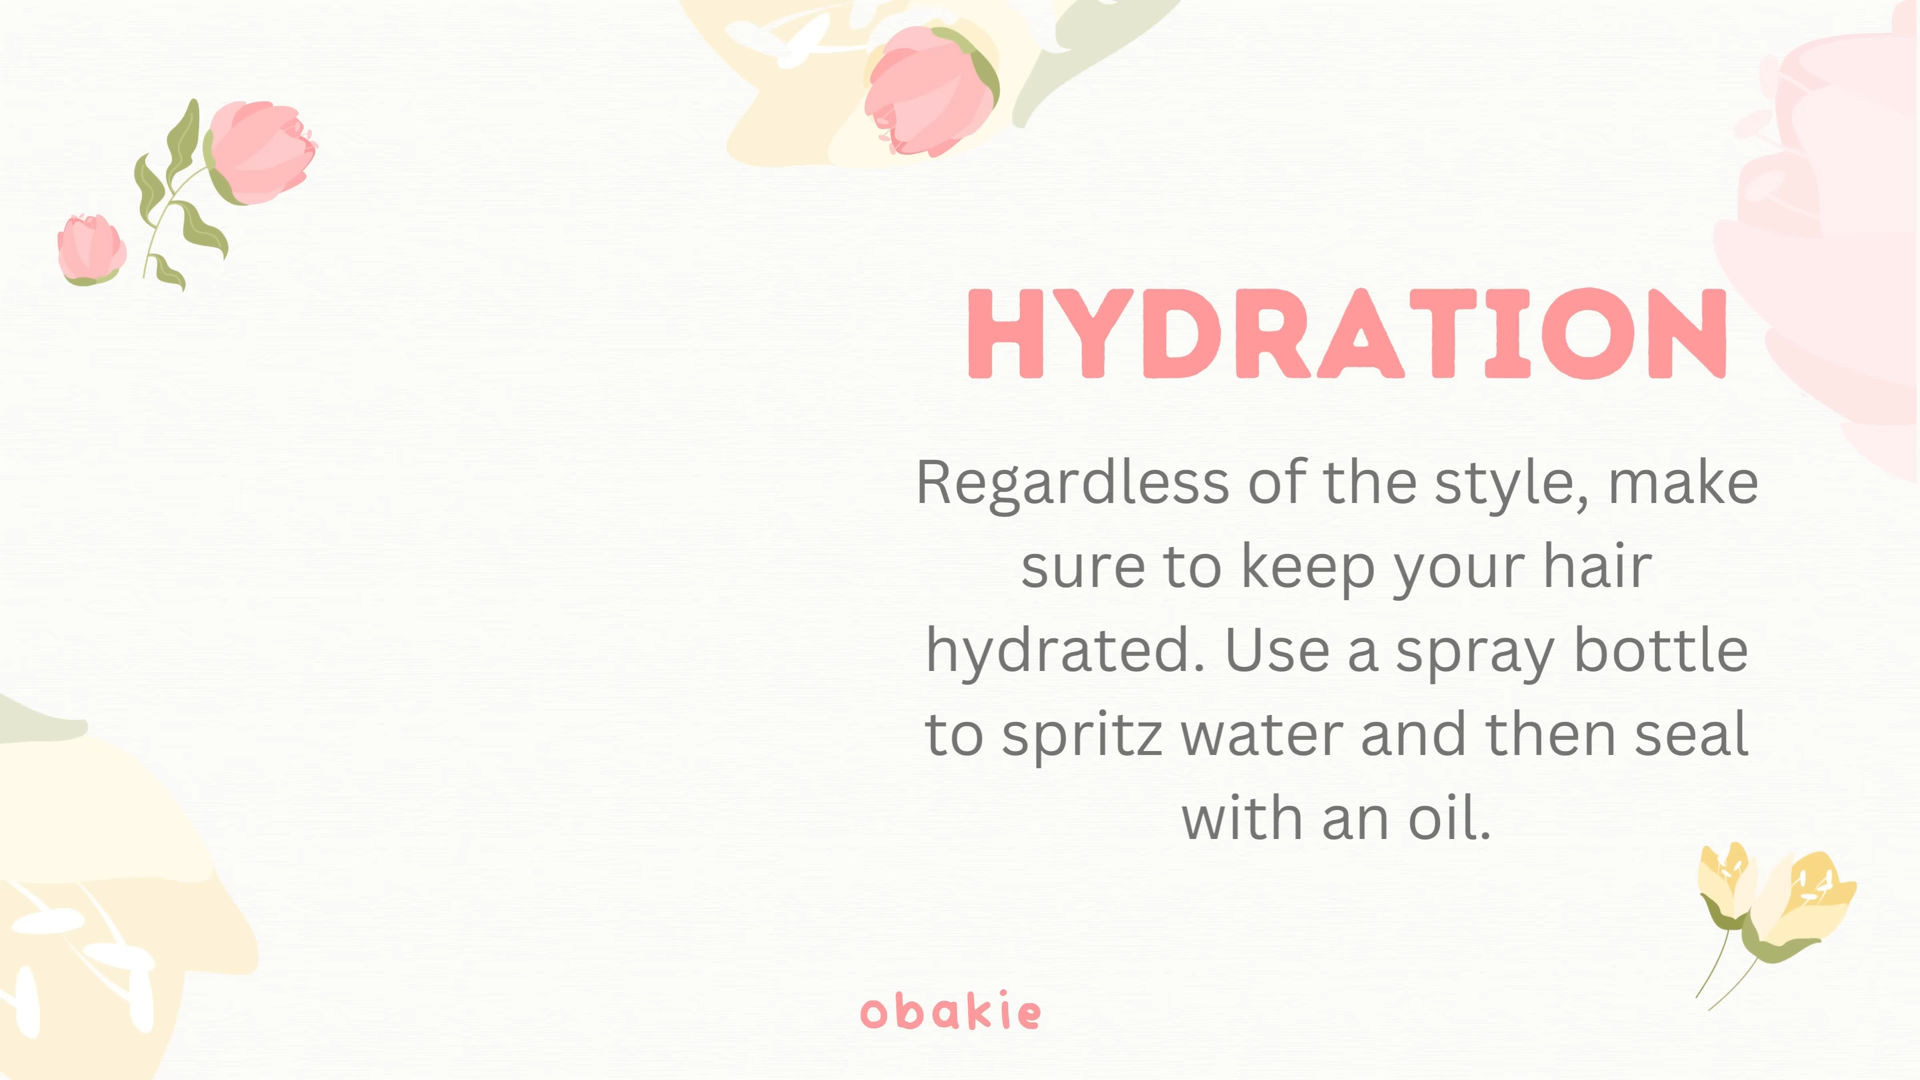 HYDRATION
Regardless of the style, make
sure to keep your hair
hydrated. Use a spray bottle
to spritz water and then seal
with an oil.
obakie